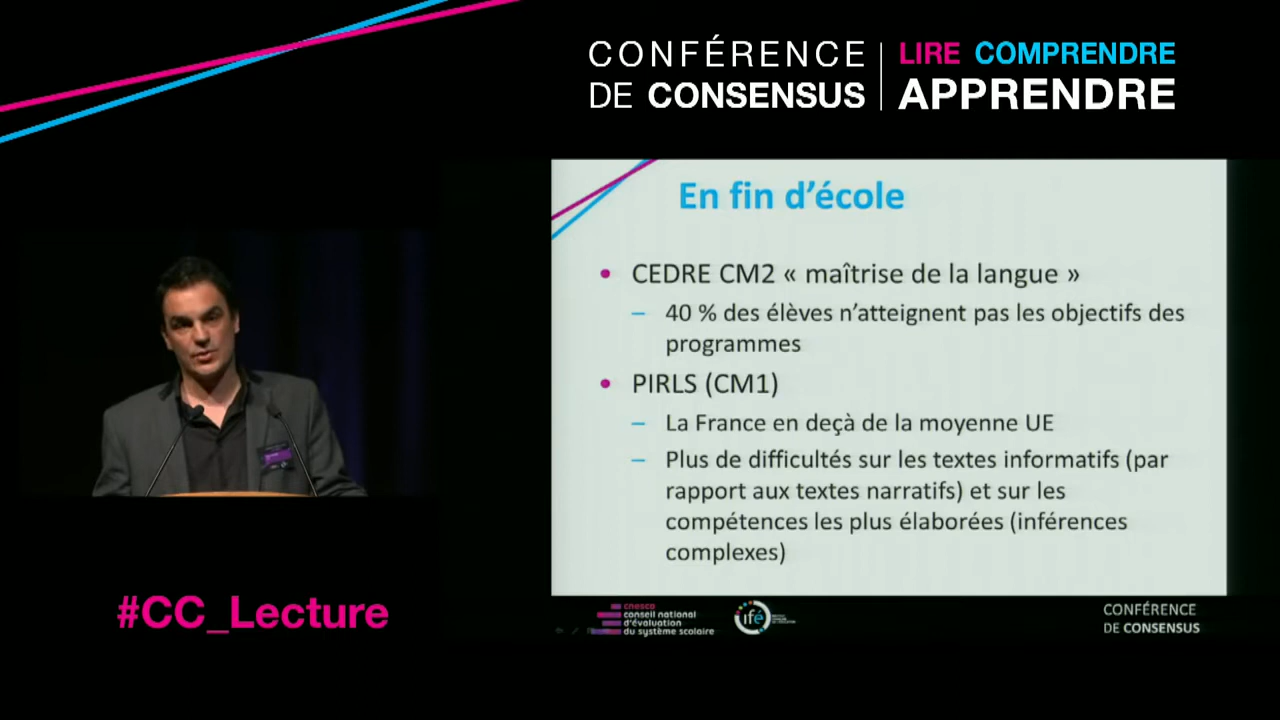 CONFÉRENCE
DE CONSENSUS
LIRE COMPRENDRE
APPRENDRE
En fin d’école
• CEDRE CM2 « maîtrise de la langue »
– 40 % des élèves n’atteignent pas les objectifs des
programmes
• PIRLS (CM1)
– La France en deçà de la moyenne UE
– Plus de difficultés sur les textes informatifs (par
rapport aux textes narratifs) et sur les
compétences les plus élaborées (inférences
complexes)
#CC_Lecture
cnesco
conseil national
d'évaluation
du système scolaire
ifé
CONFÉRENCE
DE CONSENSUS